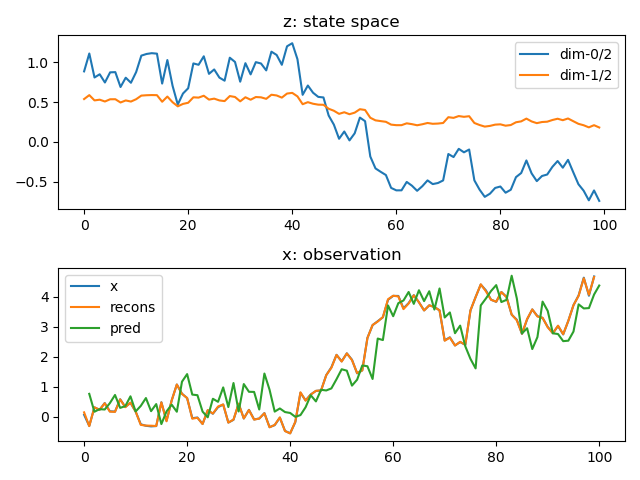 z: state space
1.0
0.5
0.0
−0.5
dim-0/2
dim-1/2
0 20 40 60 80 100
x: observation
4
3
2
1
0
x
recons
pred
0 20 40 60 80 100